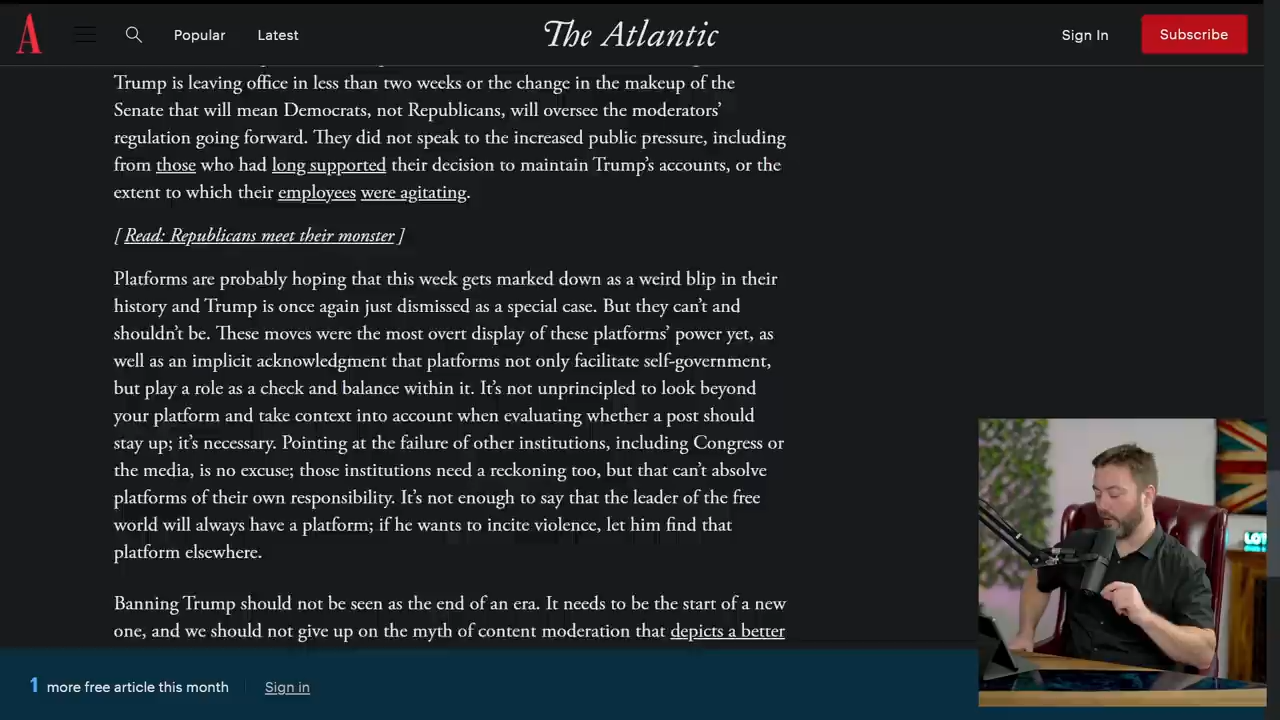 A
Popular
Latest
The Atlantic
Sign In
Subscribe
Trump is leaving office in less than two weeks or the change in the makeup of the
Senate that will mean Democrats, not Republicans, will oversee the moderators’
regulation going forward. They did not speak to the increased public pressure, including
from those who had long supported their decision to maintain Trump’s accounts, or the
extent to which their employees were agitating.
[ Read: Republicans meet their monster ]
Platforms are probably hoping that this week gets marked down as a weird blip in their
history and Trump is once again just dismissed as a special case. But they can’t and
shouldn’t be. These moves were the most overt display of these platforms’ power yet, as
well as an implicit acknowledgment that platforms not only facilitate self-government,
but play a role as a check and balance within it. It’s not unprincipled to look beyond
your platform and take context into account when evaluating whether a post should
stay up; it’s necessary. Pointing at the failure of other institutions, including Congress or
the media, is no excuse; those institutions need a reckoning too, but that can’t absolve
platforms of their own responsibility. It’s not enough to say that the leader of the free
world will always have a platform; if he wants to incite violence, let him find that
platform elsewhere.
Banning Trump should not be seen as the end of an era. It needs to be the start of a new
one, and we should not give up on the myth of content moderation that depicts a better
1 more free article this month
Sign in